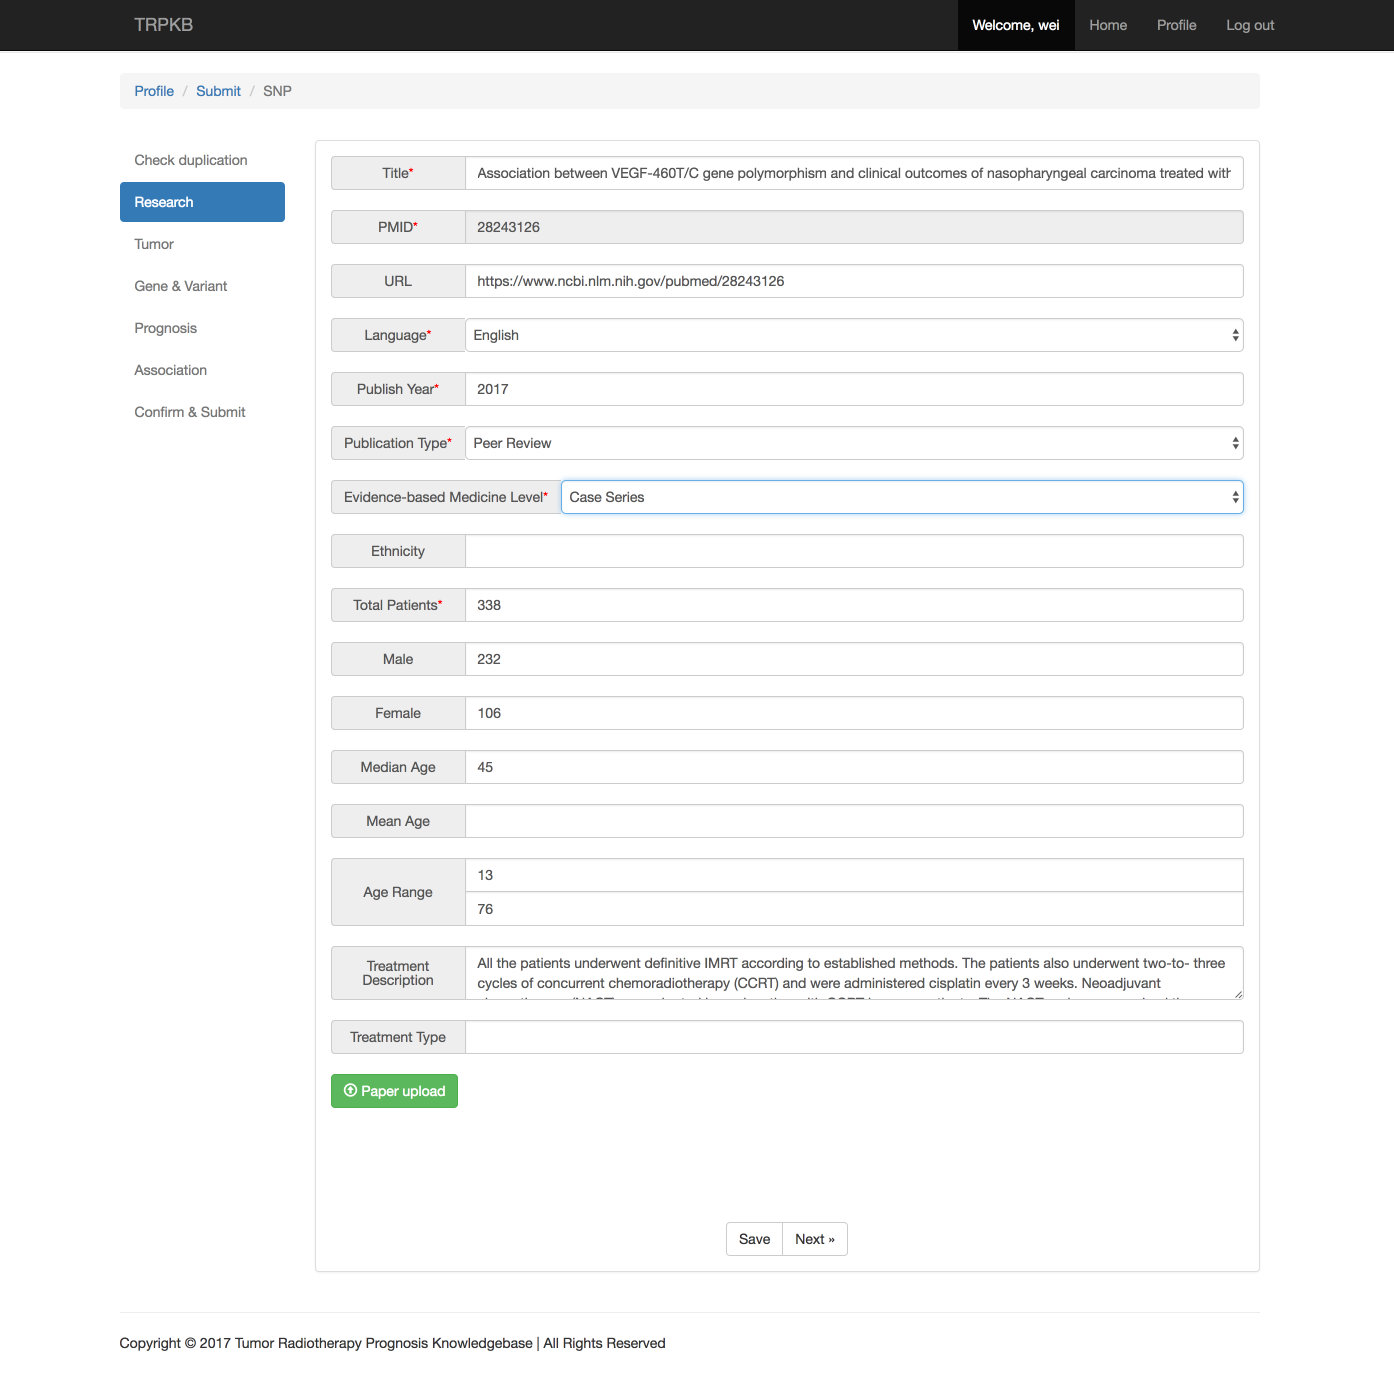 TRPKB
Welcome, wei
Home
Profile
Log out
Profile / Submit / SNP
Check duplication
Research
Tumor
Gene & Variant
Prognosis
Association
Confirm & Submit
Title* Association between VEGF-460T/C gene polymorphism and clinical outcomes of nasopharyngeal carcinoma treated with
PMID* 28243126
URL https://www.ncbi.nlm.nih.gov/pubmed/28243126
Language* English
Publish Year* 2017
Publication Type* Peer Review
Evidence-based Medicine Level* Case Series
Ethnicity
Total Patients* 338
Male 232
Female 106
Median Age 45
Mean Age
Age Range
13
76
Treatment
Description
All the patients underwent definitive IMRT according to established methods. The patients also underwent two-to- three
cycles of concurrent chemoradiotherapy (CCRT) and were administered cisplatin every 3 weeks. Neoadjuvant
Treatment Type
Paper upload
Save
Next »
Copyright © 2017 Tumor Radiotherapy Prognosis Knowledgebase | All Rights Reserved